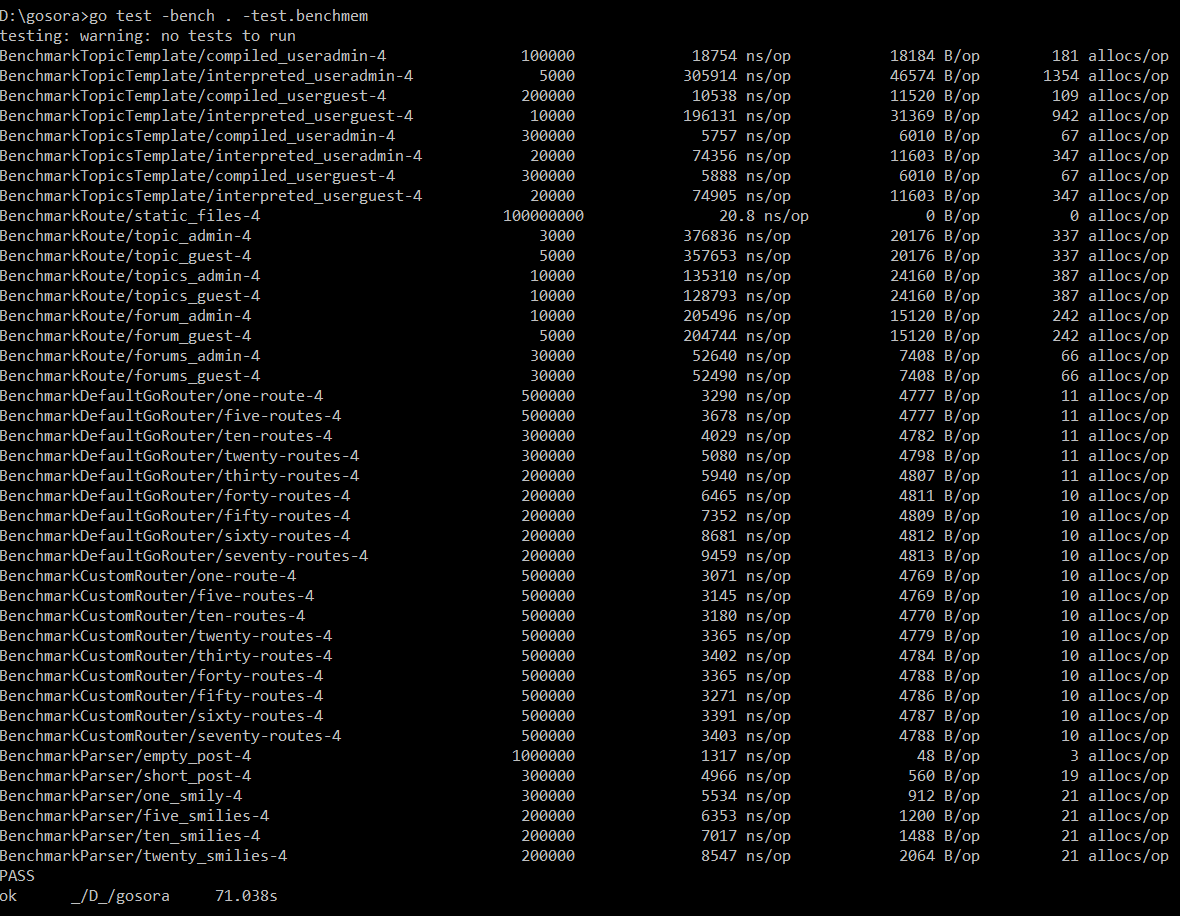 D:\gosora>go test -bench . -test.benchmem
testing: warning: no tests to run
BenchmarkTopicTemplate/compiled_useradmin-4 100000 18754 ns/op 18184 B/op 181 allocs/op
BenchmarkTopicTemplate/interpreted_useradmin-4 5000 305914 ns/op 46574 B/op 1354 allocs/op
BenchmarkTopicTemplate/compiled_userguest-4 200000 10538 ns/op 11520 B/op 109 allocs/op
BenchmarkTopicTemplate/interpreted_userguest-4 10000 196131 ns/op 31369 B/op 942 allocs/op
BenchmarkTopicsTemplate/compiled_useradmin-4 300000 5757 ns/op 6010 B/op 67 allocs/op
BenchmarkTopicsTemplate/interpreted_useradmin-4 20000 74356 ns/op 11603 B/op 347 allocs/op
BenchmarkTopicsTemplate/compiled_userguest-4 300000 5888 ns/op 6010 B/op 67 allocs/op
BenchmarkTopicsTemplate/interpreted_userguest-4 20000 74905 ns/op 11603 B/op 347 allocs/op
BenchmarkRoute/static_files-4 100000000 20.8 ns/op 0 B/op 0 allocs/op
BenchmarkRoute/topic_admin-4 3000 376836 ns/op 20176 B/op 337 allocs/op
BenchmarkRoute/topic_guest-4 5000 357653 ns/op 20176 B/op 337 allocs/op
BenchmarkRoute/topics_admin-4 10000 135310 ns/op 24160 B/op 387 allocs/op
BenchmarkRoute/topics_guest-4 10000 128793 ns/op 24160 B/op 387 allocs/op
BenchmarkRoute/forum_admin-4 10000 205496 ns/op 15120 B/op 242 allocs/op
BenchmarkRoute/forum_guest-4 5000 204744 ns/op 15120 B/op 242 allocs/op
BenchmarkRoute/forums_admin-4 30000 52640 ns/op 7408 B/op 66 allocs/op
BenchmarkRoute/forums_guest-4 30000 52490 ns/op 7408 B/op 66 allocs/op
BenchmarkDefaultGoRouter/one-route-4 500000 3290 ns/op 4777 B/op 11 allocs/op
BenchmarkDefaultGoRouter/five-routes-4 500000 3678 ns/op 4777 B/op 11 allocs/op
BenchmarkDefaultGoRouter/ten-routes-4 300000 4029 ns/op 4782 B/op 11 allocs/op
BenchmarkDefaultGoRouter/twenty-routes-4 300000 5080 ns/op 4798 B/op 11 allocs/op
BenchmarkDefaultGoRouter/thirty-routes-4 200000 5940 ns/op 4807 B/op 11 allocs/op
BenchmarkDefaultGoRouter/forty-routes-4 200000 6465 ns/op 4811 B/op 10 allocs/op
BenchmarkDefaultGoRouter/fifty-routes-4 200000 7352 ns/op 4809 B/op 10 allocs/op
BenchmarkDefaultGoRouter/sixty-routes-4 200000 8681 ns/op 4812 B/op 10 allocs/op
BenchmarkDefaultGoRouter/seventy-routes-4 200000 9459 ns/op 4813 B/op 10 allocs/op
BenchmarkCustomRouter/one-route-4 500000 3071 ns/op 4769 B/op 10 allocs/op
BenchmarkCustomRouter/five-routes-4 500000 3145 ns/op 4769 B/op 10 allocs/op
BenchmarkCustomRouter/ten-routes-4 500000 3180 ns/op 4770 B/op 10 allocs/op
BenchmarkCustomRouter/twenty-routes-4 500000 3365 ns/op 4779 B/op 10 allocs/op
BenchmarkCustomRouter/thirty-routes-4 500000 3402 ns/op 4784 B/op 10 allocs/op
BenchmarkCustomRouter/forty-routes-4 500000 3365 ns/op 4788 B/op 10 allocs/op
BenchmarkCustomRouter/fifty-routes-4 500000 3271 ns/op 4786 B/op 10 allocs/op
BenchmarkCustomRouter/sixty-routes-4 500000 3391 ns/op 4787 B/op 10 allocs/op
BenchmarkCustomRouter/seventy-routes-4 500000 3403 ns/op 4788 B/op 10 allocs/op
BenchmarkParser/empty_post-4 1000000 1317 ns/op 48 B/op 3 allocs/op
BenchmarkParser/short_post-4 300000 4966 ns/op 560 B/op 19 allocs/op
BenchmarkParser/one_smily-4 300000 5534 ns/op 912 B/op 21 allocs/op
BenchmarkParser/five_smilies-4 200000 6353 ns/op 1200 B/op 21 allocs/op
BenchmarkParser/ten_smilies-4 200000 7017 ns/op 1488 B/op 21 allocs/op
BenchmarkParser/twenty_smilies-4 200000 8547 ns/op 2064 B/op 21 allocs/op
PASS
ok _/D_/gosora 71.038s